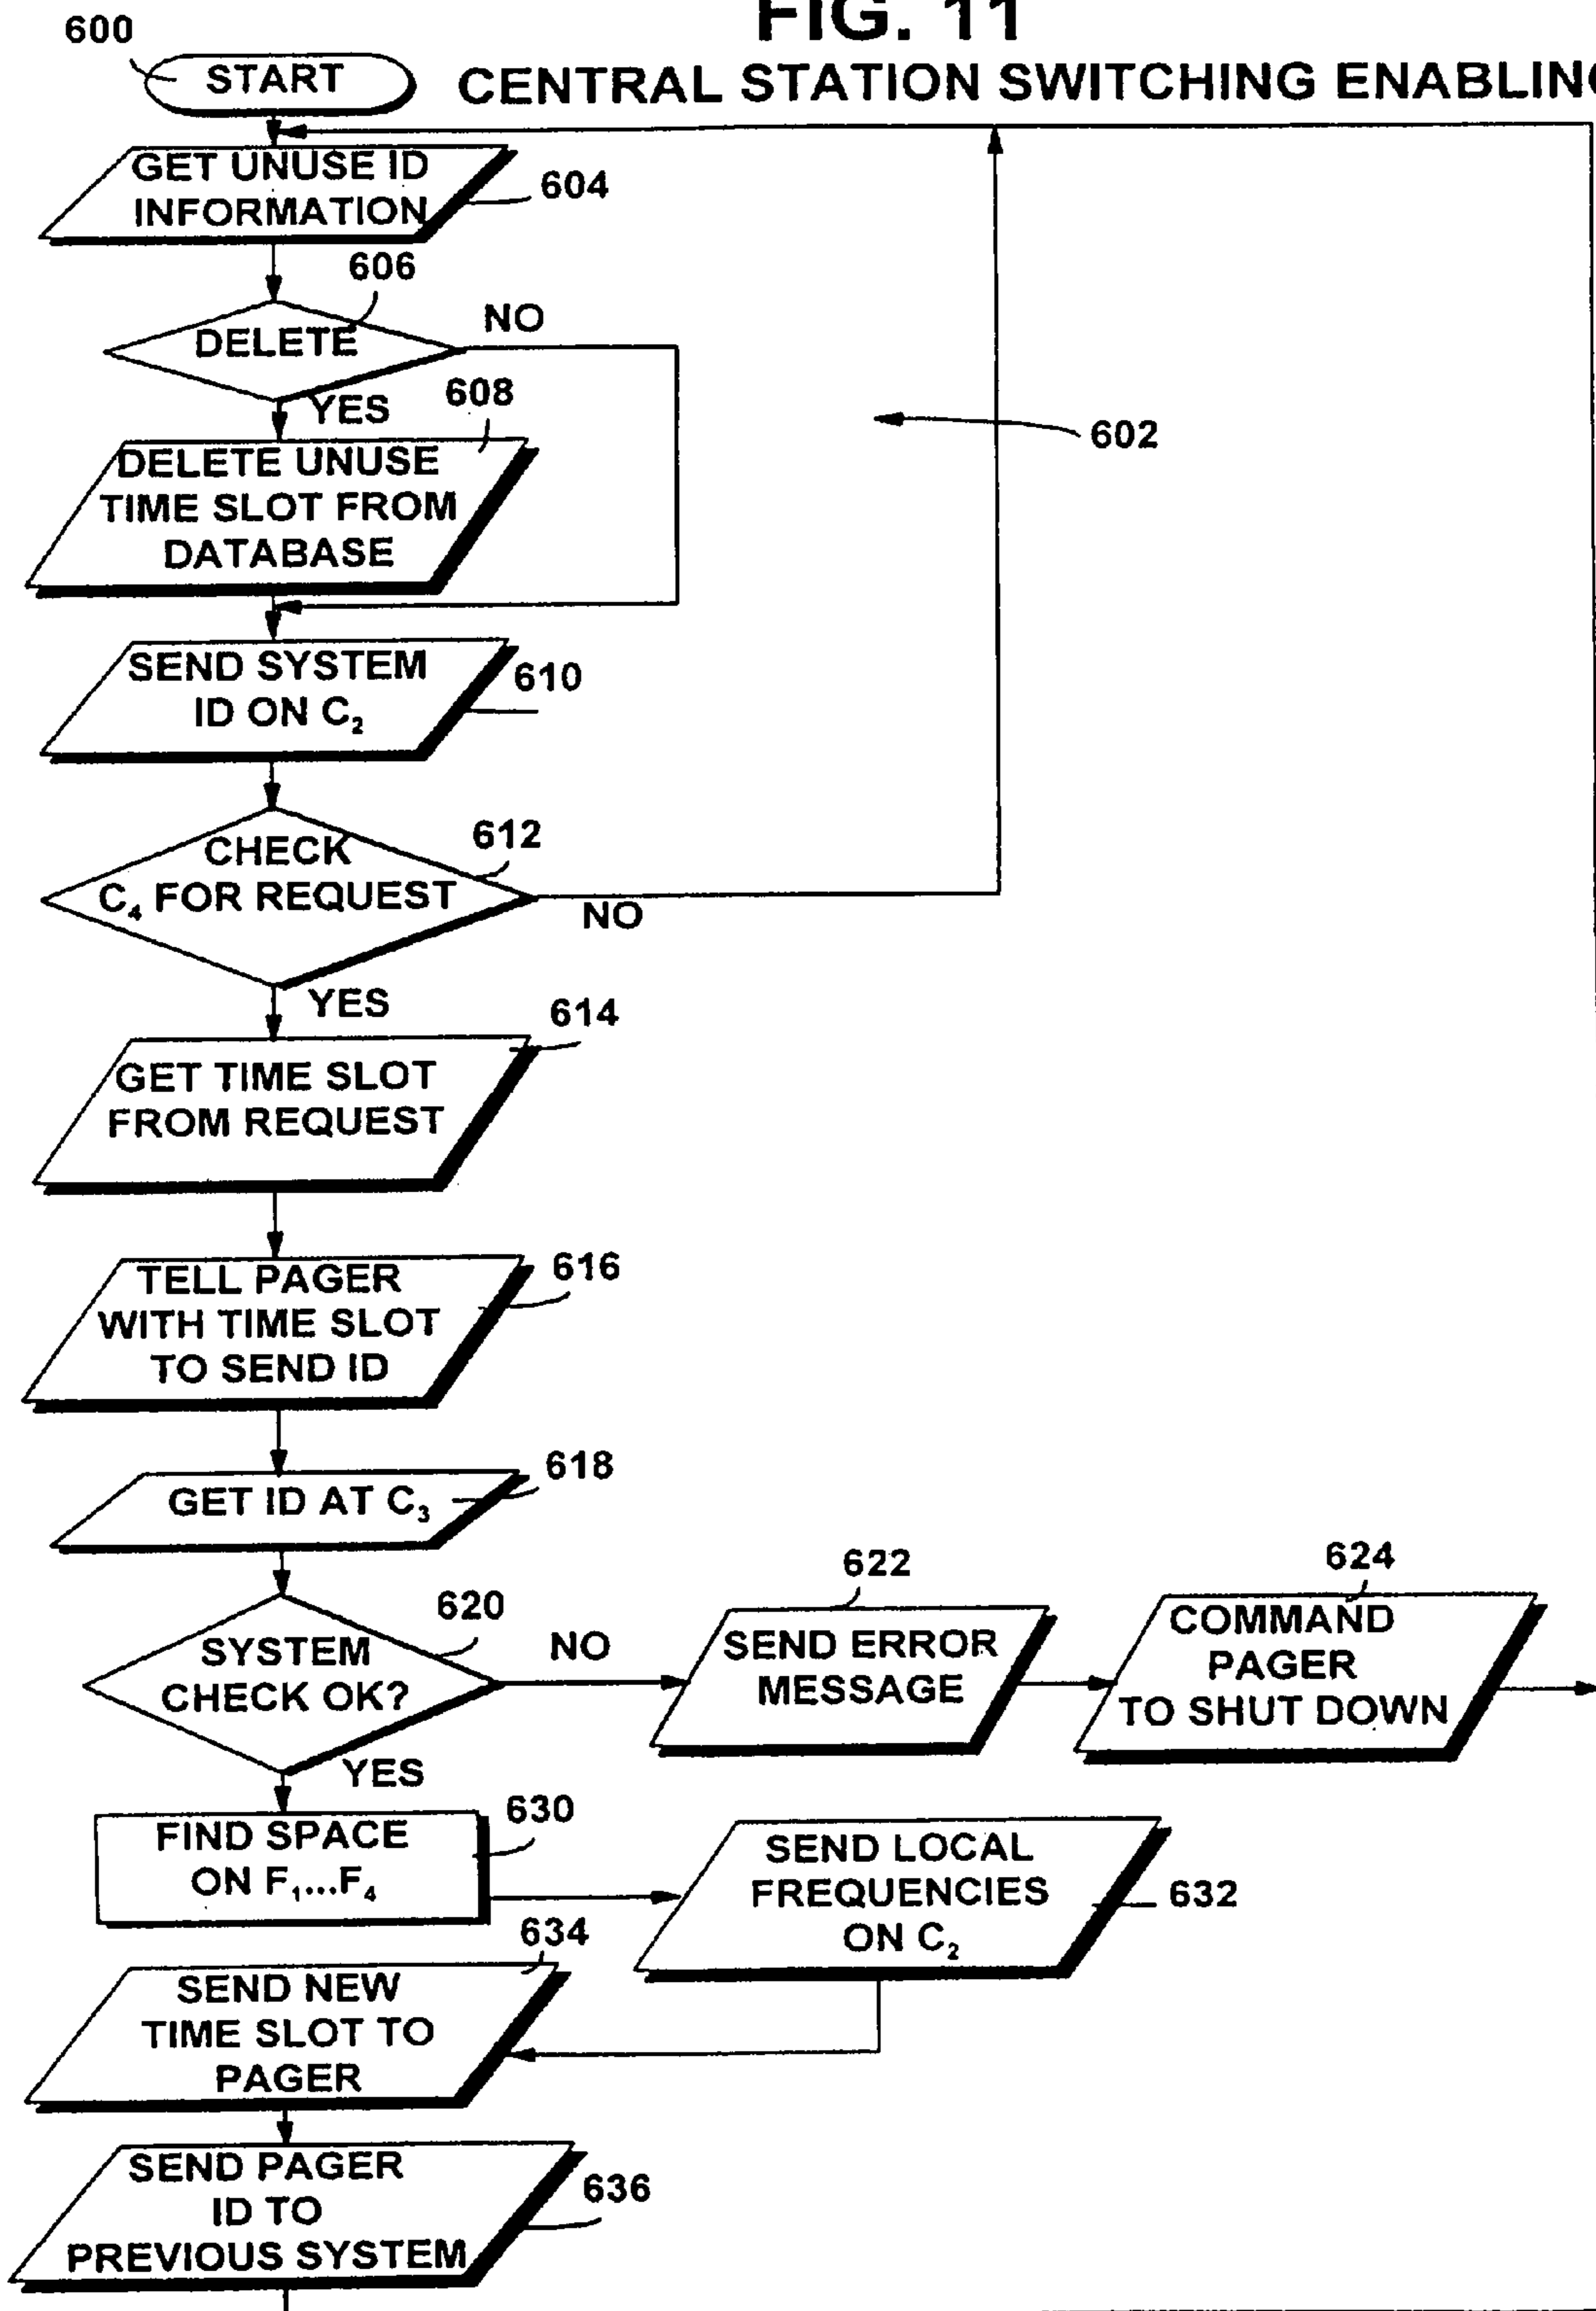 FIG. 11
600
START
CENTRAL STATION SWITCHING ENABLING
GET UNUSE ID
INFORMATION
604
606
DELETE
NO
YES
608
602
DELETE UNUSE
TIME SLOT FROM
DATABASE
SEND SYSTEM
ID ON C₂
610
612
CHECK
C₄ FOR REQUEST
NO
YES
614
GET TIME SLOT
FROM REQUEST
616
TELL PAGER
WITH TIME SLOT
TO SEND ID
618
GET ID AT C₃
620
SYSTEM
CHECK OK?
NO
YES
622
SEND ERROR
MESSAGE
624
COMMAND
PAGER
TO SHUT DOWN
630
FIND SPACE
ON F₁...F₄
SEND LOCAL
FREQUENCIES
ON C₂
632
634
SEND NEW
TIME SLOT TO
PAGER
SEND PAGER
ID TO
PREVIOUS SYSTEM
636